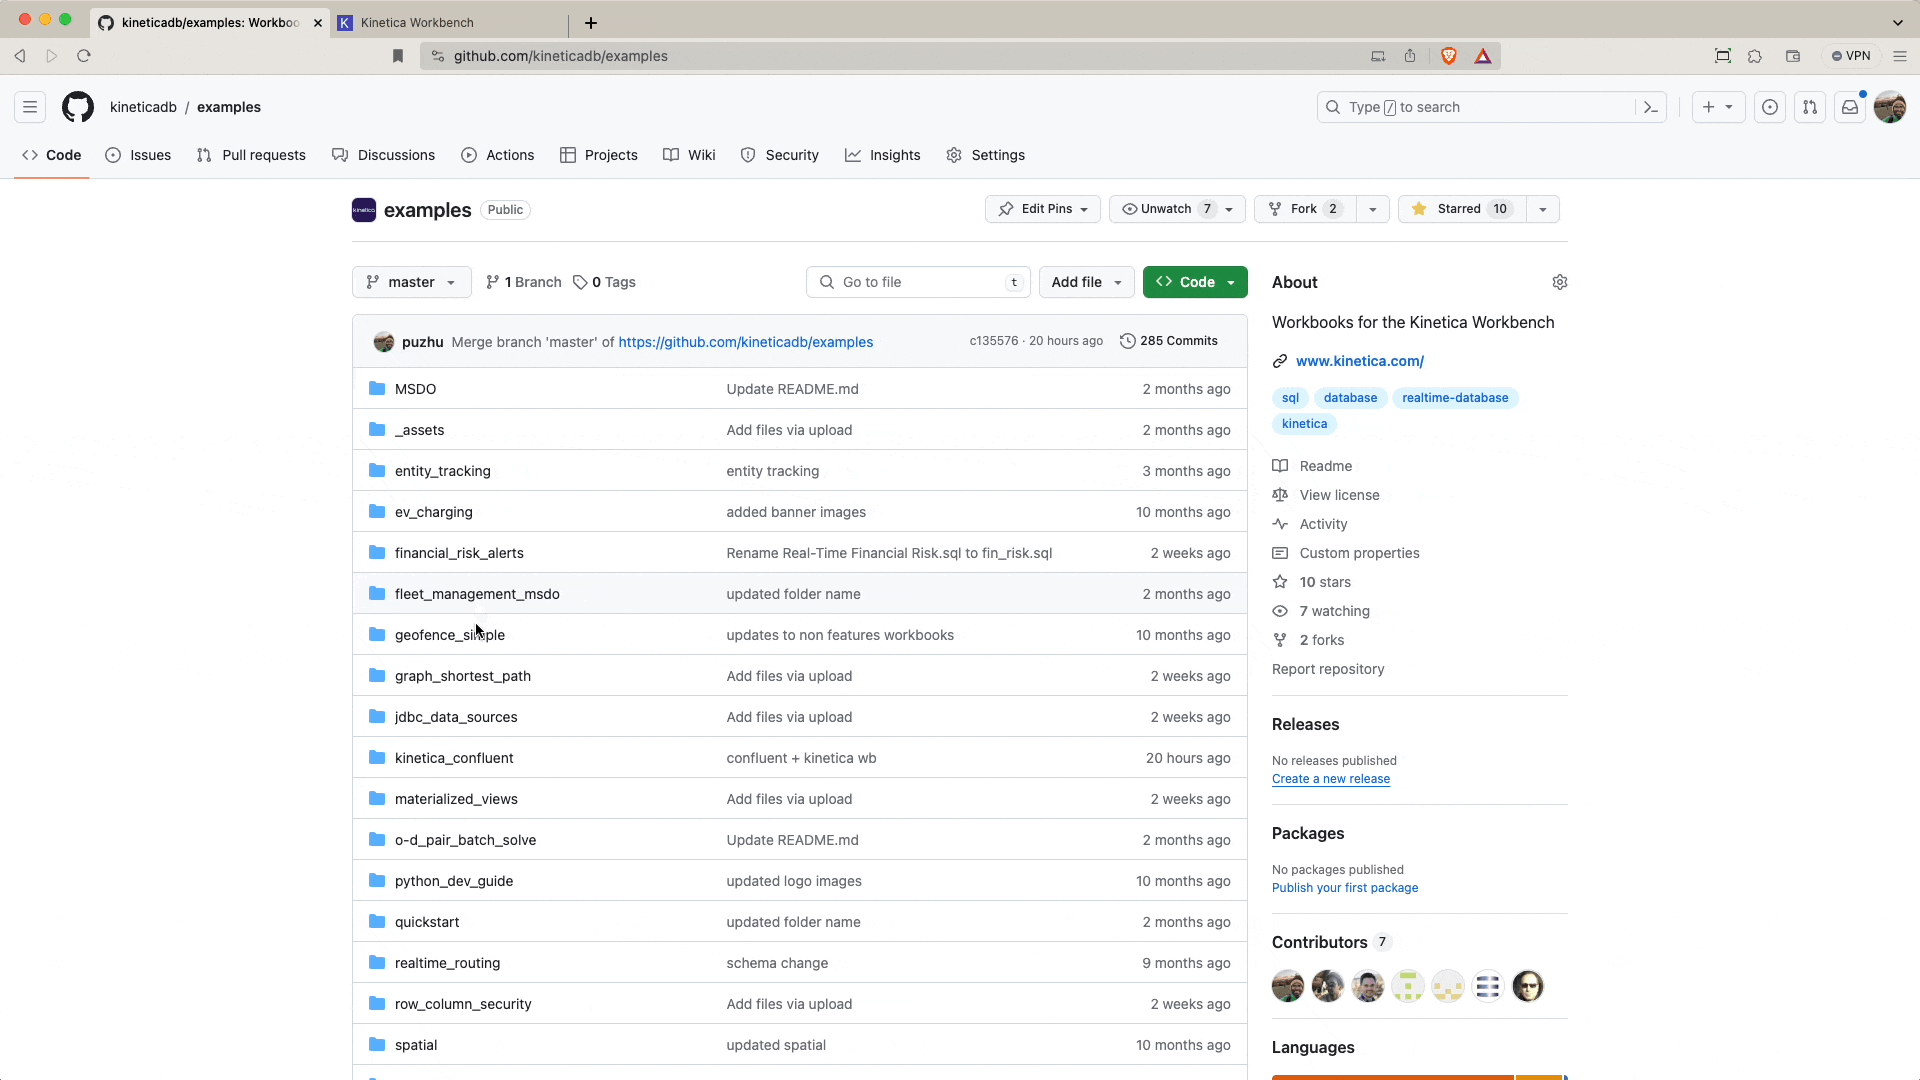 kineticadb/examples: Workboo
Kinetica Workbench
github.com/kineticadb/examples
VPN
kineticadb / examples
Type / to search
Code
Issues
Pull requests
Discussions
Actions
Projects
Wiki
Security
Insights
Settings
examples
Public
Edit Pins
Unwatch 7
Fork 2
Starred 10
master
1 Branch
0 Tags
Go to file
t
Add file
Code
puzhu Merge branch 'master' of https://github.com/kineticadb/examples
c135576 · 20 hours ago
285 Commits
MSDO Update README.md 2 months ago
_assets Add files via upload 2 months ago
entity_tracking entity tracking 3 months ago
ev_charging added banner images 10 months ago
financial_risk_alerts Rename Real-Time Financial Risk.sql to fin_risk.sql 2 weeks ago
fleet_management_msdo updated folder name 2 months ago
geofence_simple updates to non features workbooks 10 months ago
graph_shortest_path Add files via upload 2 weeks ago
jdbc_data_sources Add files via upload 2 weeks ago
kinetica_confluent confluent + kinetica wb 20 hours ago
materialized_views Add files via upload 2 weeks ago
o-d_pair_batch_solve Update README.md 2 months ago
python_dev_guide updated logo images 10 months ago
quickstart updated folder name 2 months ago
realtime_routing schema change 9 months ago
row_column_security Add files via upload 2 weeks ago
spatial updated spatial 10 months ago
About
Workbooks for the Kinetica Workbench
www.kinetica.com/
sql database realtime-database
kinetica
Readme
View license
Activity
Custom properties
10 stars
7 watching
2 forks
Report repository
Releases
No releases published
Create a new release
Packages
No packages published
Publish your first package
Contributors 7
Languages